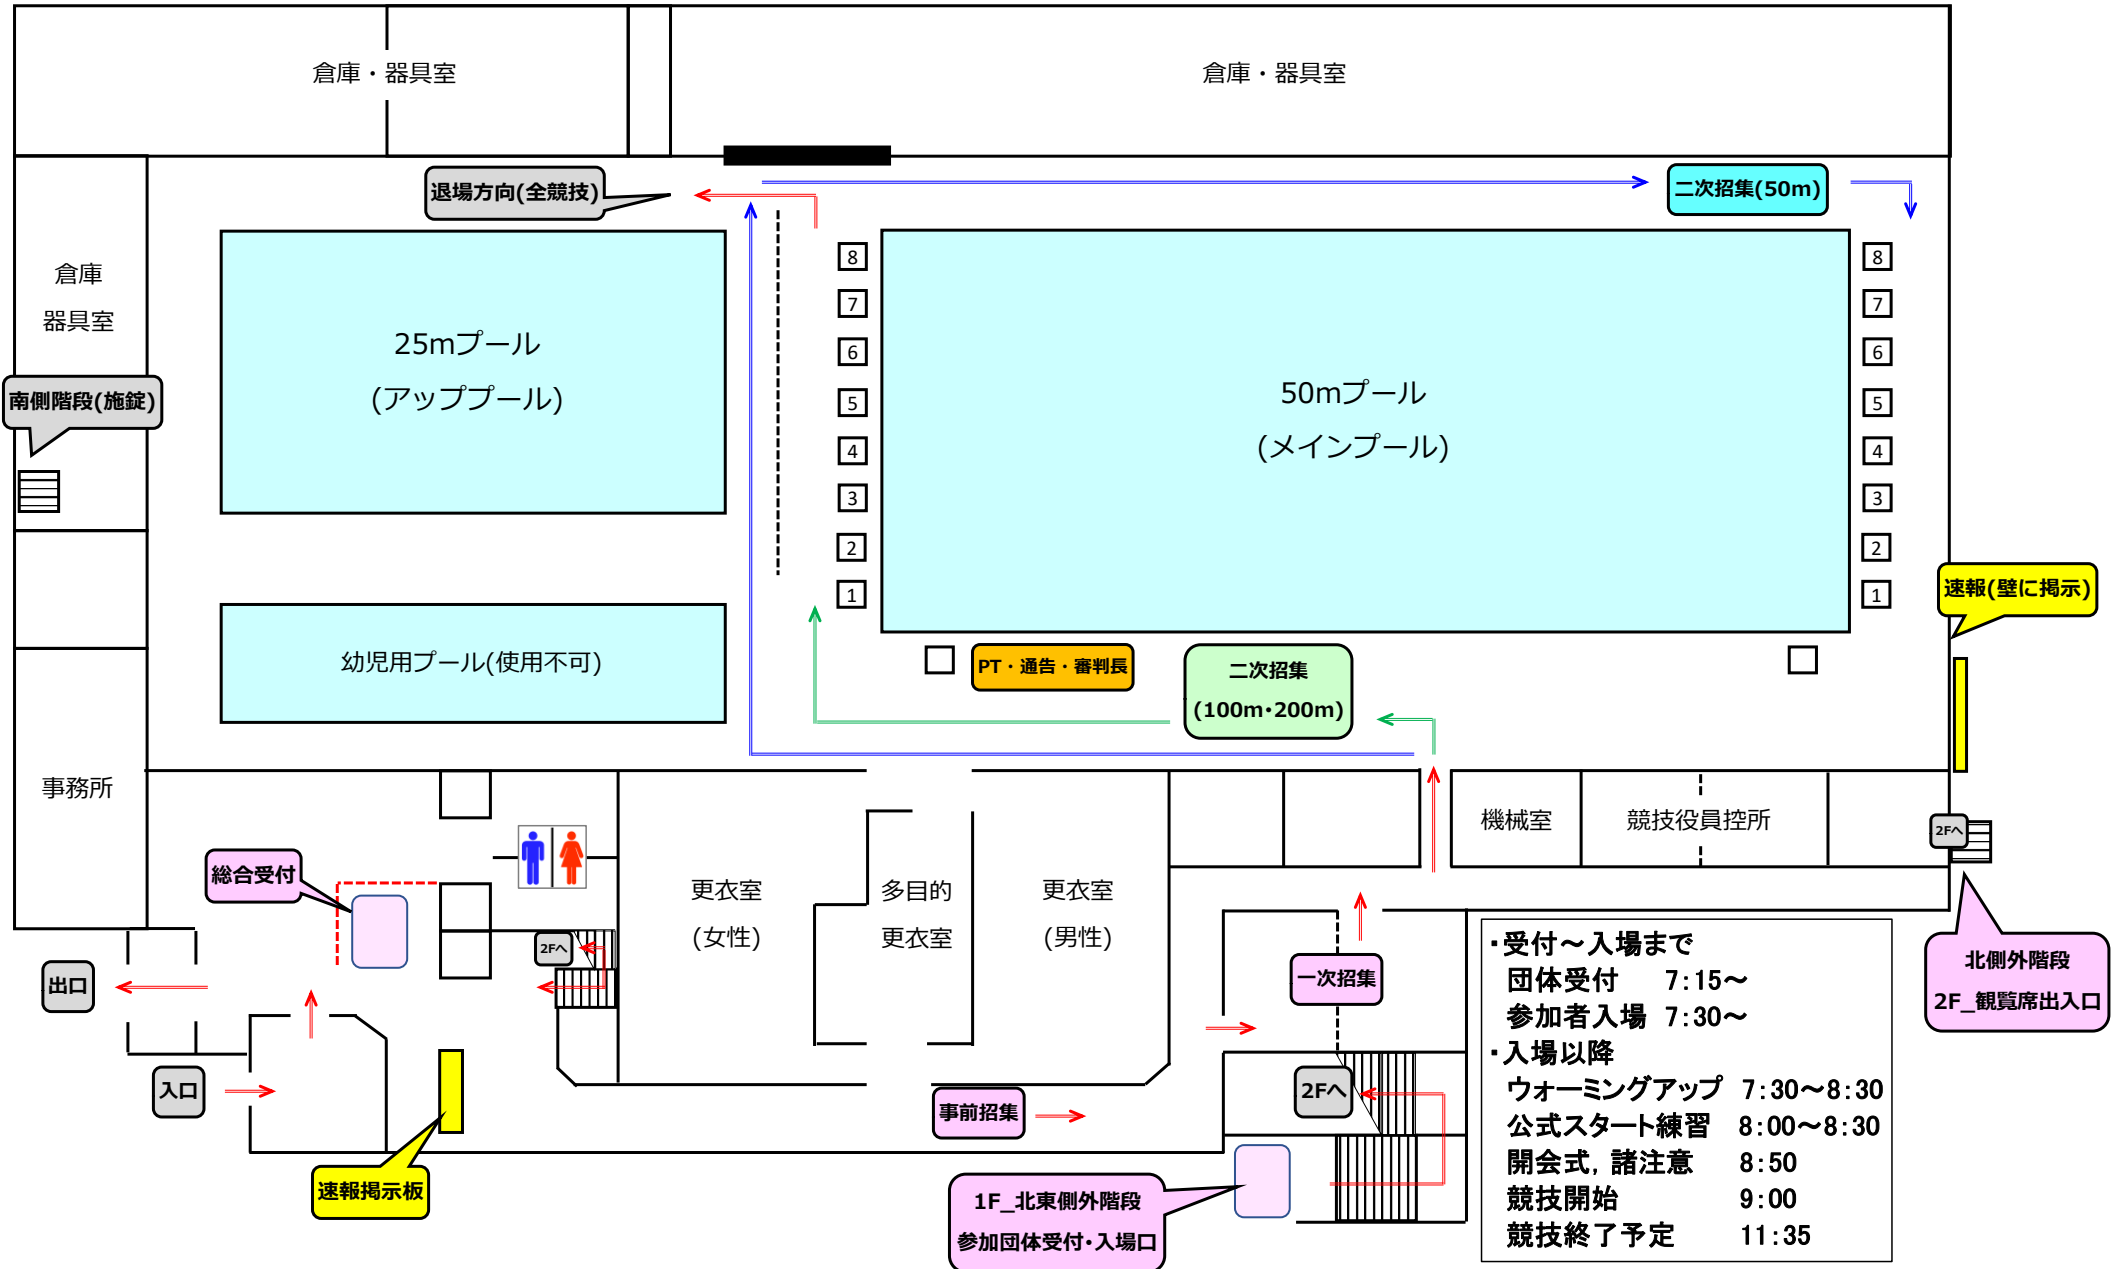 倉庫・器具室
倉庫・器具室
退場方向(全競技)
二次招集(50m)
倉庫
器具室
25mプール
(アッププール)
50mプール
(メインプール)
8
7
6
5
4
3
2
1
8
7
6
5
4
3
2
1
南側階段(施錠)
速報(壁に掲示)
幼児用プール(使用不可)
PT・通告・審判長
二次招集
(100m・200m)
事務所
機械室
競技役員控所
2Fへ
総合受付
更衣室
(女性)
多目的
更衣室
更衣室
(男性)
2Fへ
出口
一次招集
北側外階段
2F_観覧席出入口
入口
2Fへ
事前招集
速報掲示板
1F_北東側外階段
参加団体受付・入場口
・受付～入場まで
団体受付 7:15～
参加者入場 7:30～
・入場以降
ウォーミングアップ 7:30～8:30
公式スタート練習 8:00～8:30
開会式, 諸注意 8:50
競技開始 9:00
競技終了予定 11:35